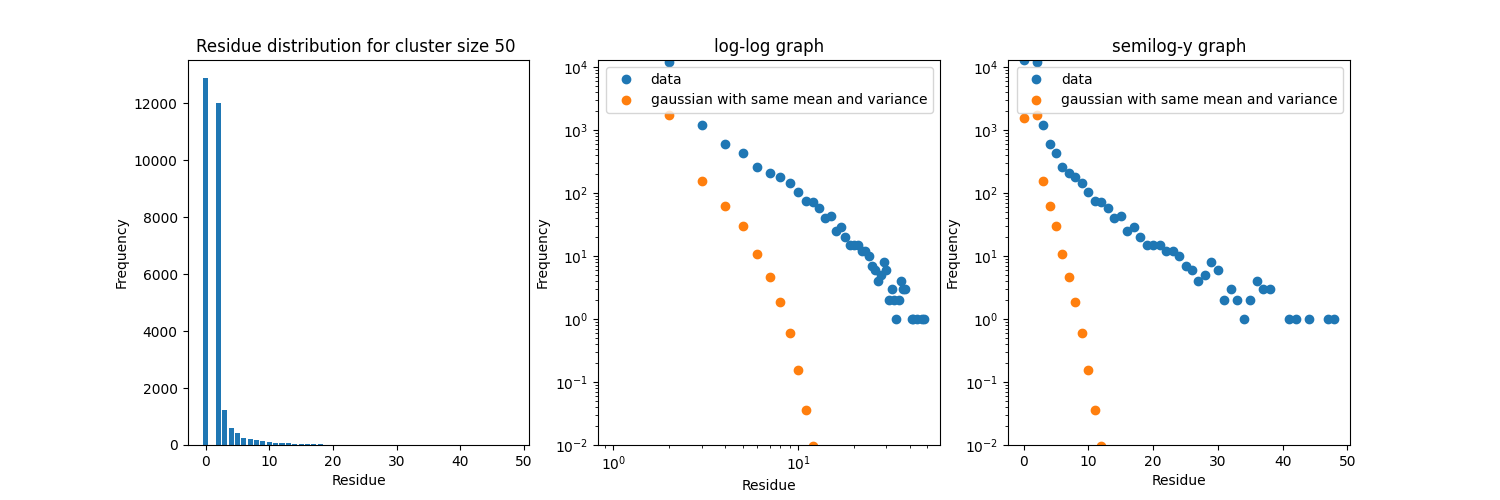 Residue distribution for cluster size 50
Frequency
12000
10000
8000
6000
4000
2000
0
0 10 20 30 40 50
Residue
log-log graph
data
gaussian with same mean and variance
Frequency
10⁴
10³
10²
10¹
10⁰
10⁻¹
10⁻²
10⁰ 10¹
Residue
semilog-y graph
data
gaussian with same mean and variance
Frequency
10⁴
10³
10²
10¹
10⁰
10⁻¹
10⁻²
0 10 20 30 40 50
Residue